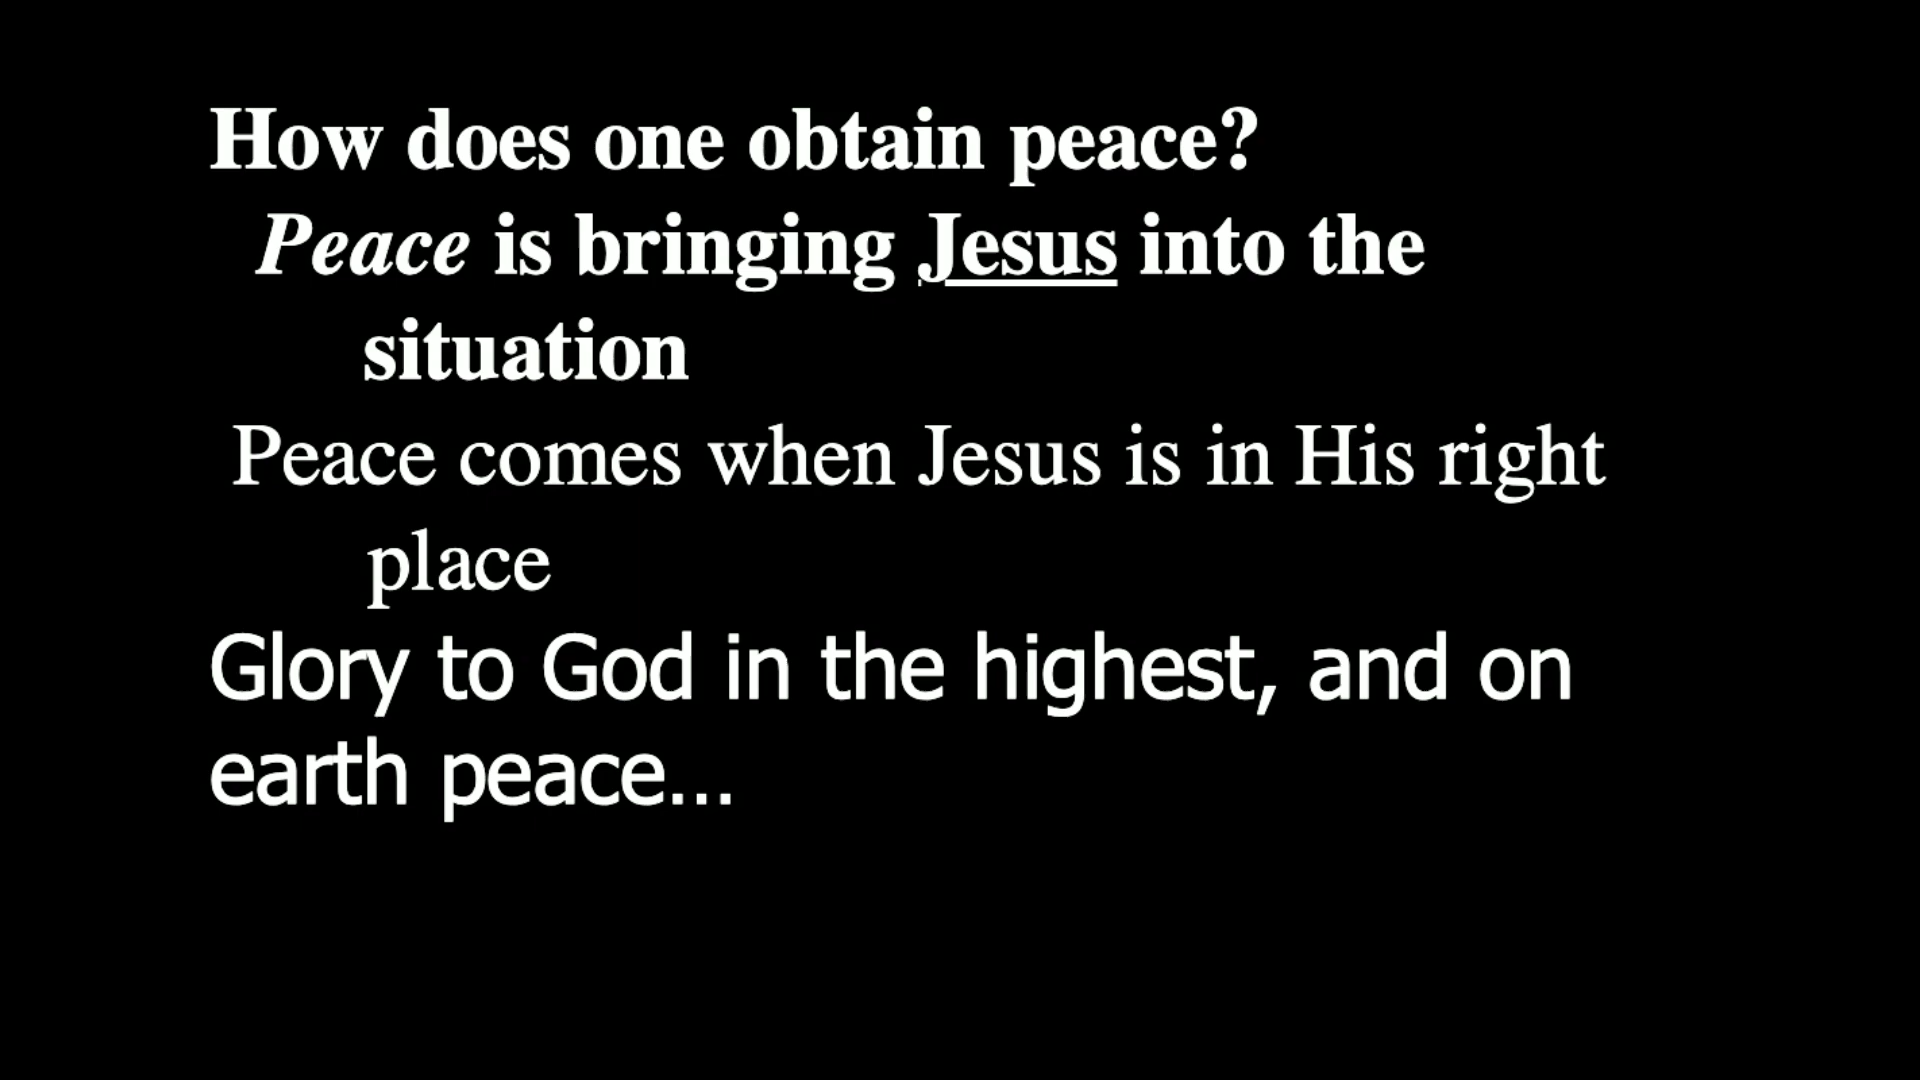 How does one obtain peace?
Peace is bringing Jesus into the
situation
Peace comes when Jesus is in His right
place
Glory to God in the highest, and on
earth peace...